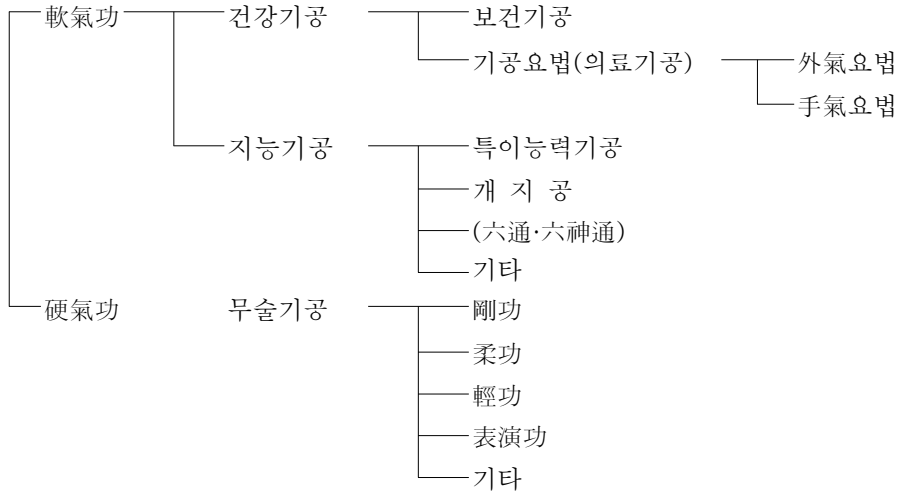 軟氣功 건강기공 보건기공
기공요법(의료기공) 外氣요법
手氣요법
지능기공 특이능력기공
개 지 공
(六通·六神通)
기타
硬氣功 무술기공 剛功
柔功
輕功
表演功
기타